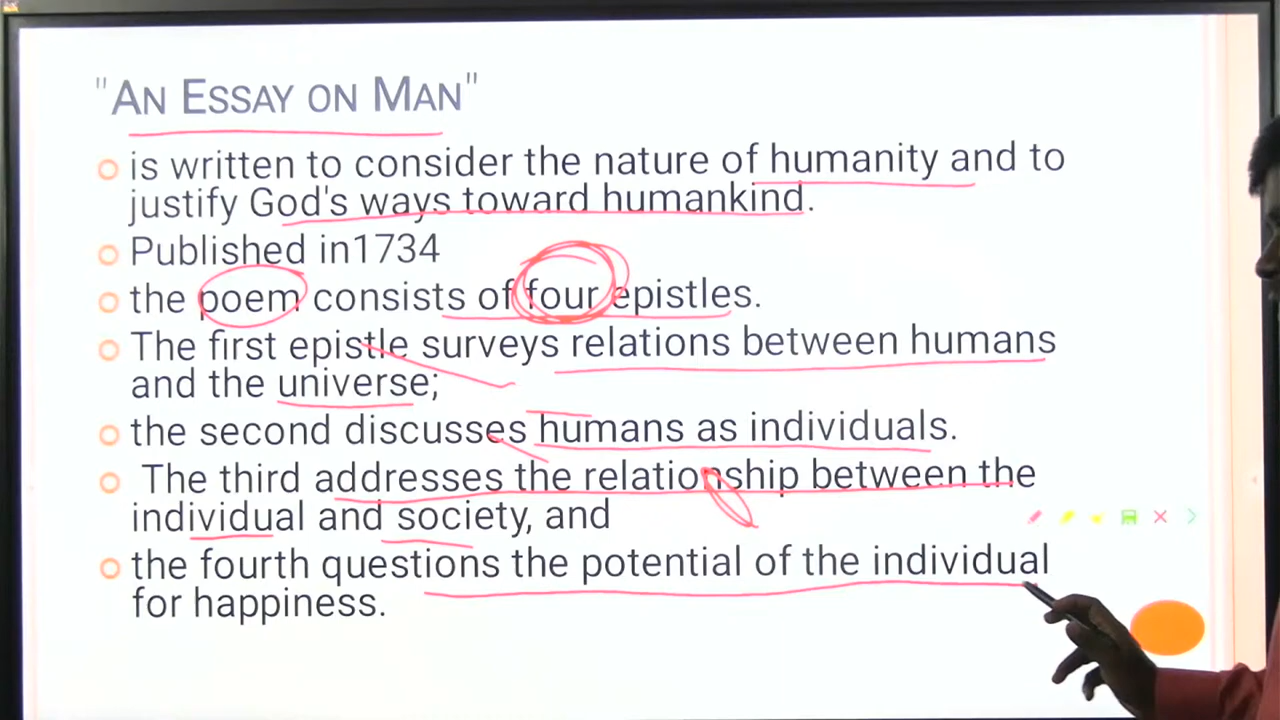 "AN ESSAY ON MAN"
is written to consider the nature of humanity and to
justify God's ways toward humankind.
Published in1734
the poem consists of four epistles.
The first epistle surveys relations between humans
and the universe;
the second discusses humans as individuals.
The third addresses the relationship between the
individual and society, and
the fourth questions the potential of the individual
for happiness.